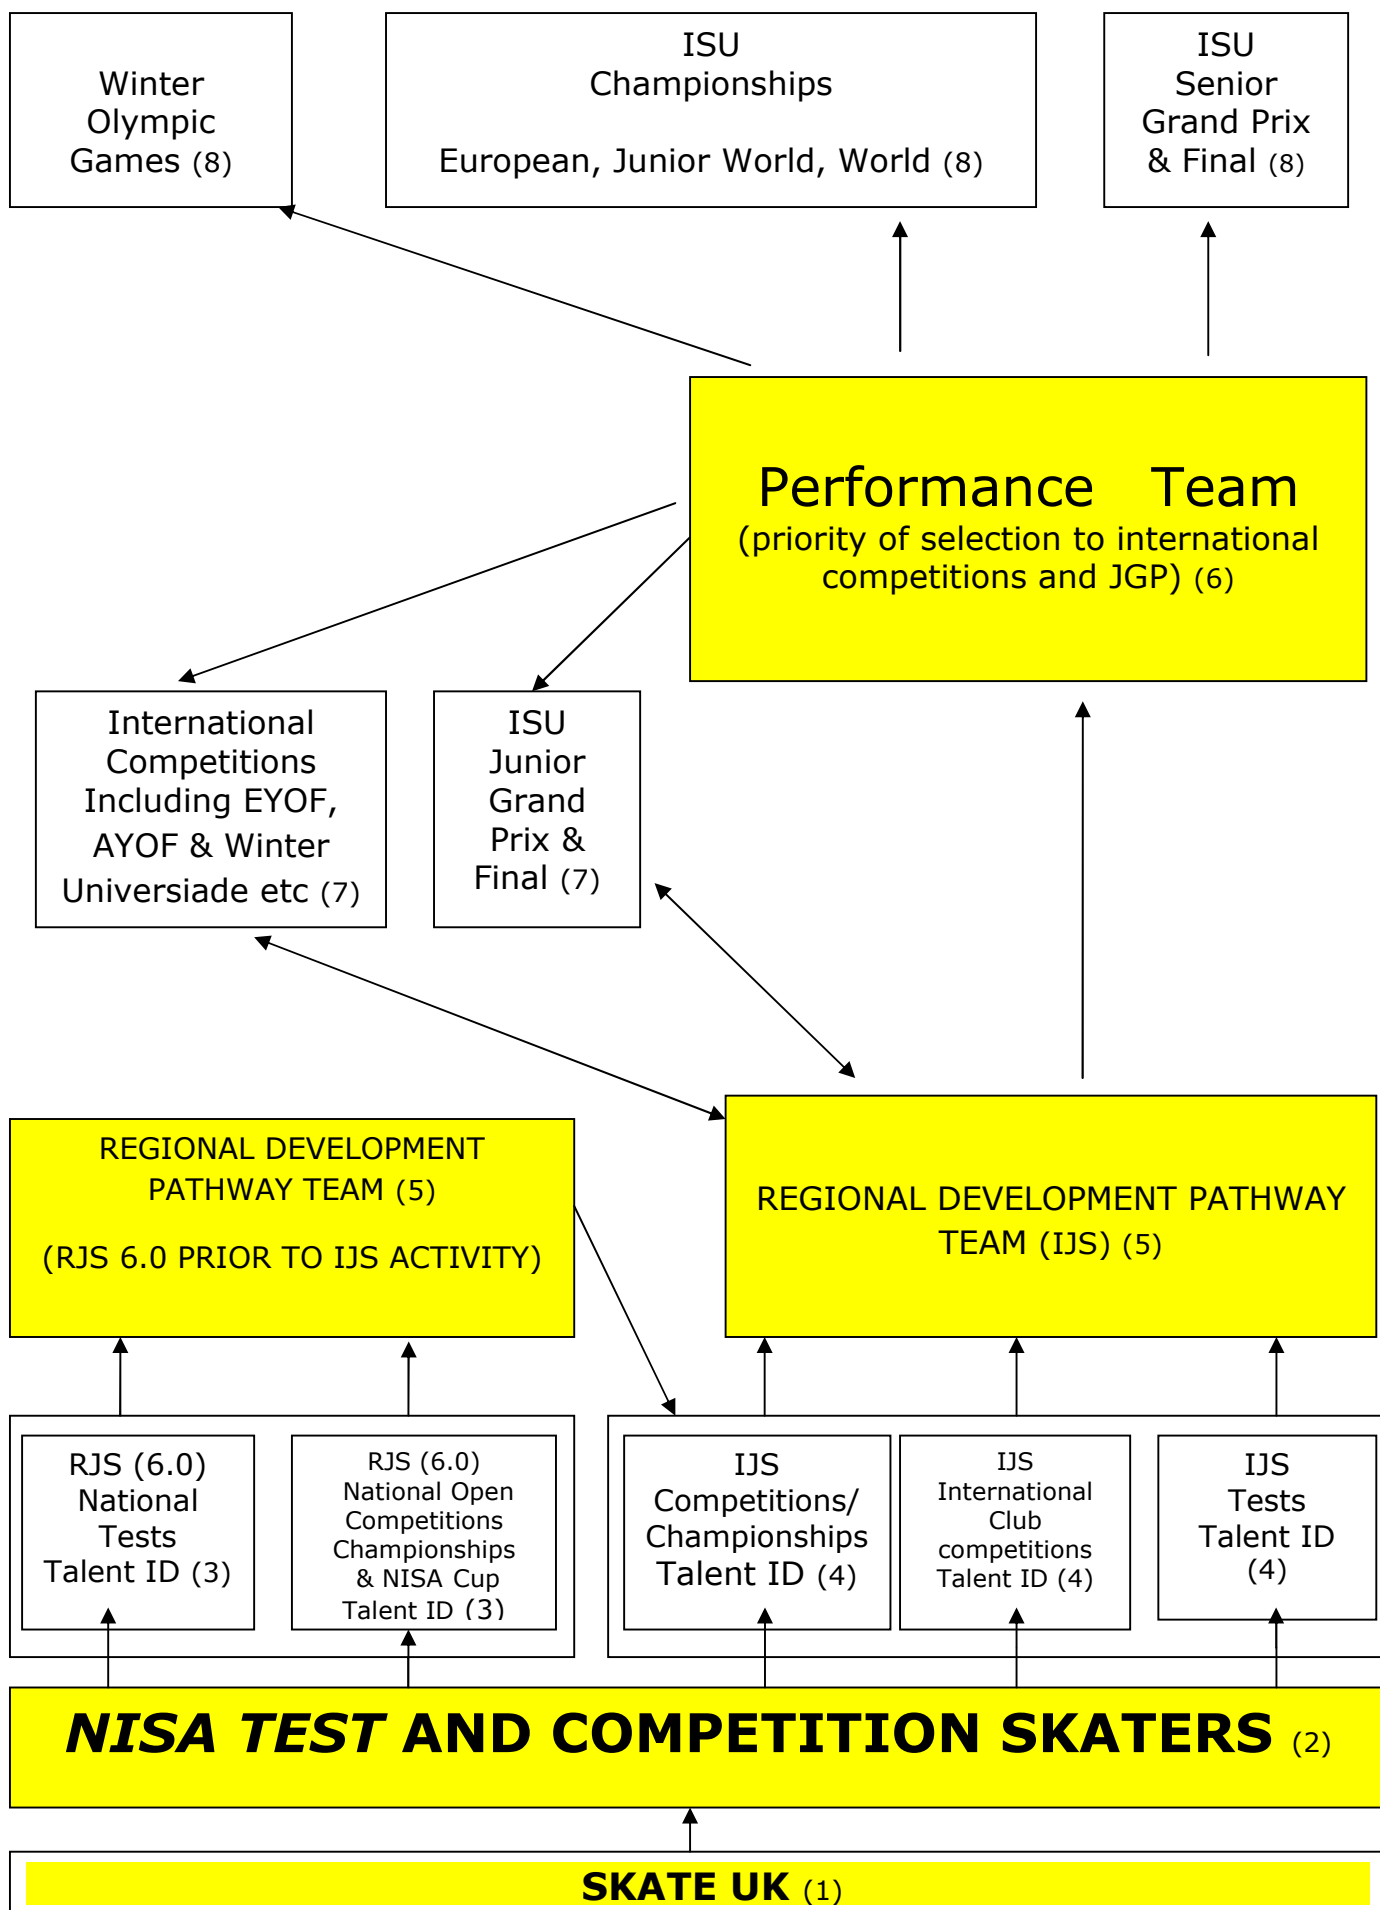 Winter
Olympic
Games (8)
ISU
Championships
European, Junior World, World (8)
ISU
Senior
Grand Prix
& Final (8)
Performance Team
(priority of selection to international
competitions and JGP) (6)
International
Competitions
Including EYOF,
AYOF & Winter
Universiade etc (7)
ISU
Junior
Grand
Prix &
Final (7)
REGIONAL DEVELOPMENT
PATHWAY TEAM (5)
(RJS 6.0 PRIOR TO IJS ACTIVITY)
REGIONAL DEVELOPMENT PATHWAY
TEAM (IJS) (5)
RJS (6.0)
National
Tests
Talent ID (3)
RJS (6.0)
National Open
Competitions
Championships
& NISA Cup
Talent ID (3)
IJS
Competitions/
Championships
Talent ID (4)
IJS
International
Club
competitions
Talent ID (4)
IJS
Tests
Talent ID
(4)
NISA TEST AND COMPETITION SKATERS (2)
SKATE UK (1)